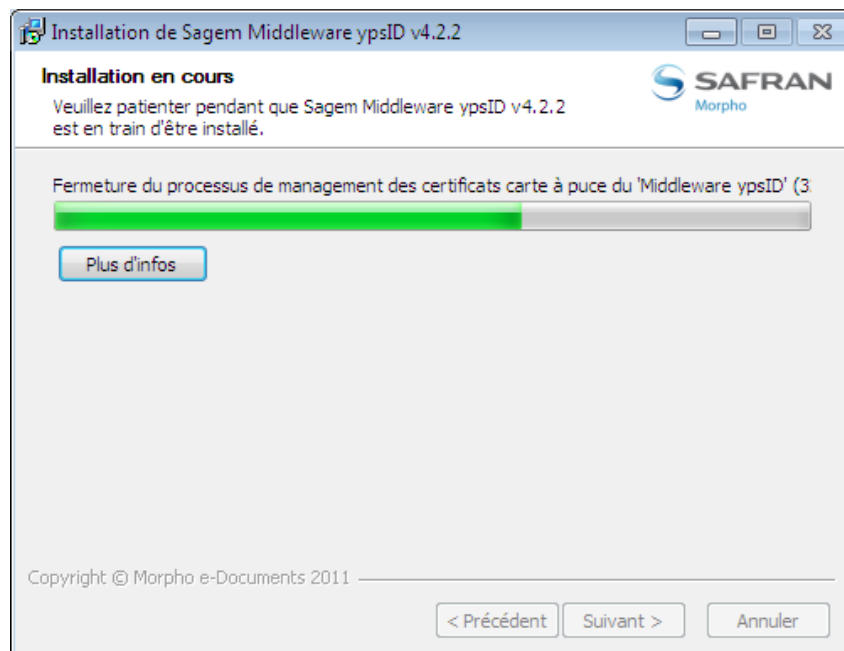 Installation de Sagem Middleware ypsID v4.2.2
Installation en cours
Veuillez patienter pendant que Sagem Middleware ypsID v4.2.2
est en train d'être installé.
SAFRAN
Morpho
Fermeture du processus de management des certificats carte à puce du 'Middleware ypsID' (3
Plus d'infos
Copyright © Morpho e-Documents 2011
< Précédent
Suivant >
Annuler